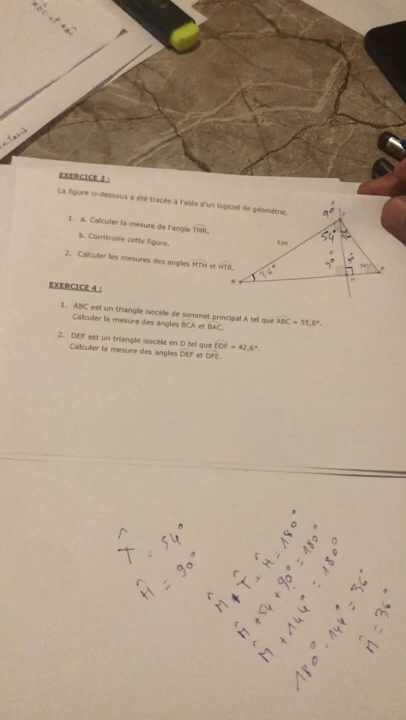 EXERCICE 3 :
La figure ci-dessous a été tracée à l'aide d'un logiciel de géométrie.
1. a. Calculer la mesure de l'angle TMR.
b. Construire cette figure.
2. Calculer les mesures des angles MTH et HTR.
90°
54°
5 cm
90°
36°
M
EXERCICE 4 :
1. ABC est un triangle isocèle de sommet principal A tel que ABC = 55,8°.
Calculer la mesure des angles BCA et BAC.
2. DEF est un triangle isocèle en D tel que EDF = 42,6°.
Calculer la mesure des angles DEF et DFE.
T̂ = 54°
Ĥ = 90°
M̂ + T̂ + Ĥ = 180°
M̂ + 54 + 90° = 180°
M̂ + 144° = 180°
180° - 144° = 36°
M̂ = 36°